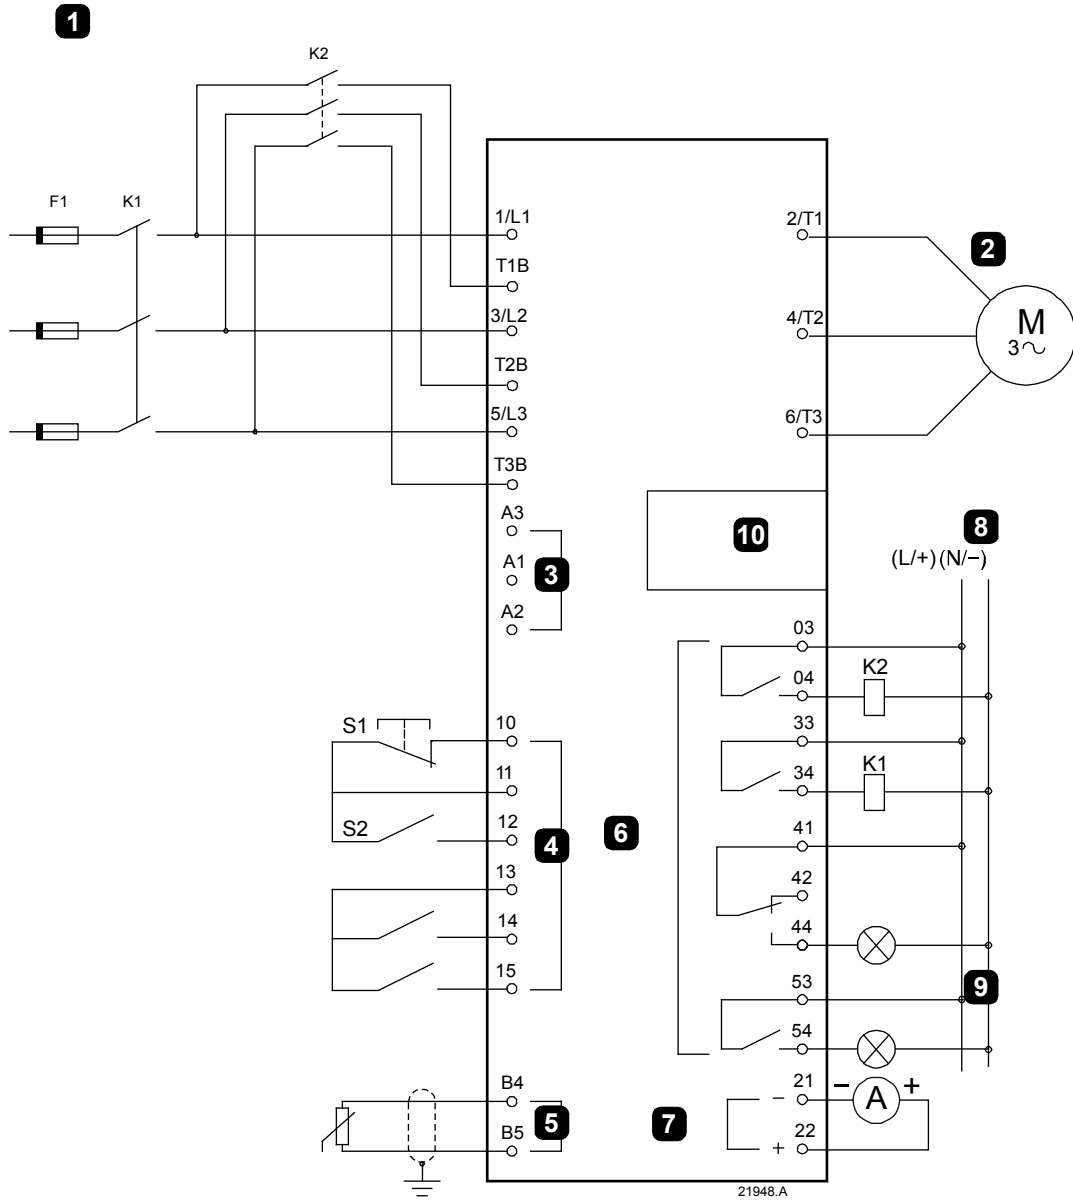 1
K2
F1
K1
1/L1
2/T1
T1B
2
3/L2
4/T2
M
3
T2B
5/L3
6/T3
T3B
A3
10
8
(L/+) (N/−)
A1
3
A2
03
04
K2
S1
10
33
11
34
K1
S2
12
4
6
41
13
42
14
44
15
53
9
54
B4
21
−
−
A
+
5
7
B5
+
22
21948.A